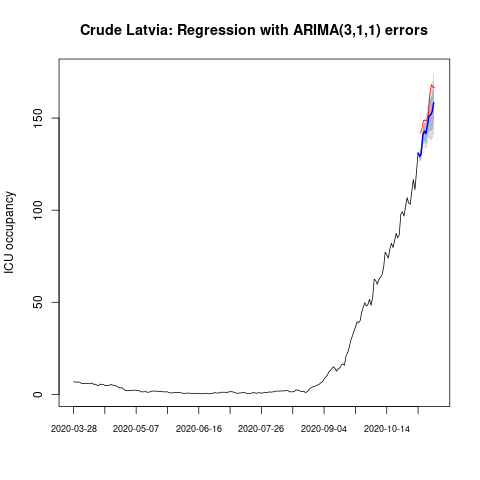 Crude Latvia: Regression with ARIMA(3,1,1) errors
ICU occupancy
150
100
50
0
2020-03-28 2020-05-07 2020-06-16 2020-07-26 2020-09-04 2020-10-14